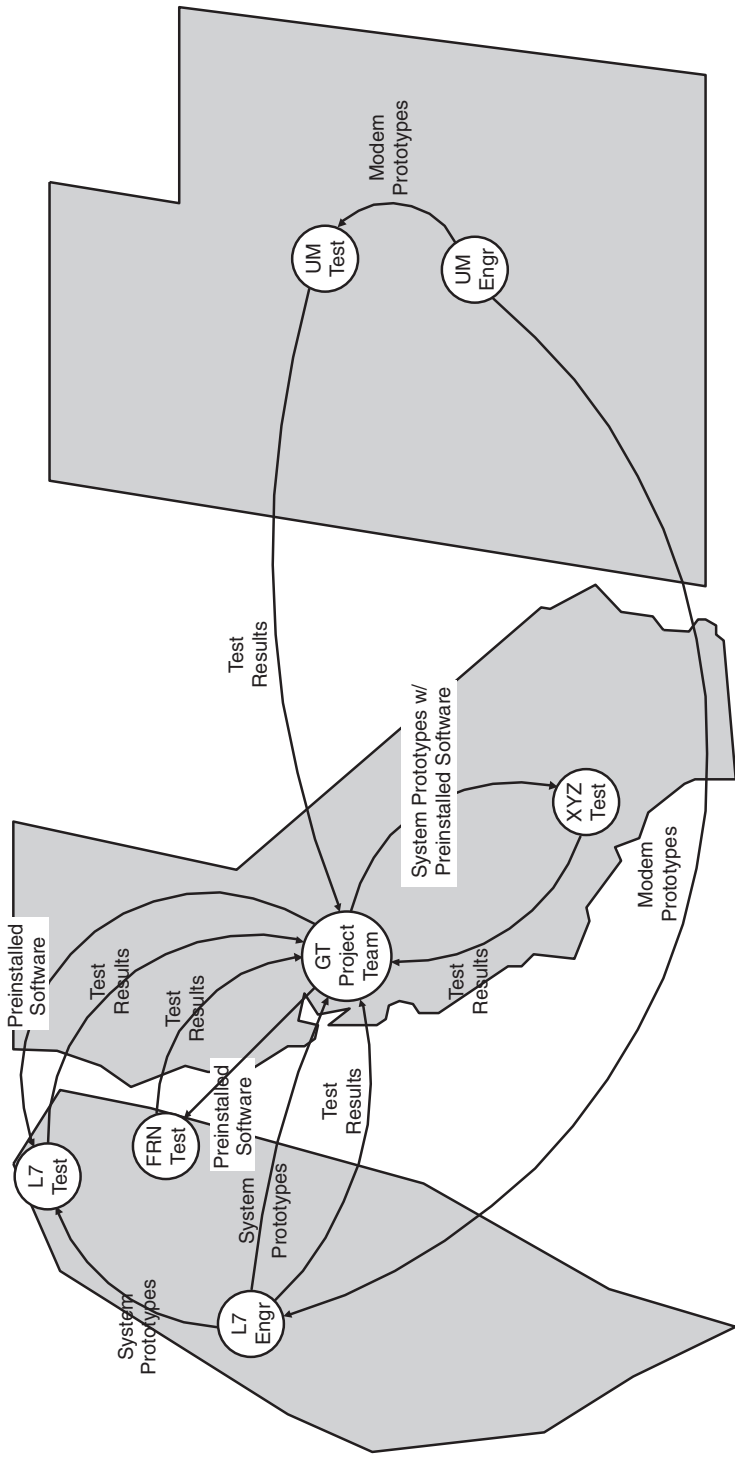 Preinstalled
Software
L7
Test
Test
Results
System
Prototypes
FRN
Test
Test
Results
Preinstalled
Software
L7
Engr
System
Prototypes
Test
Results
GT
Project
Team
Test
Results
System Prototypes w/
Preinstalled Software
XYZ
Test
Test
Results
Modem
Prototypes
UM
Test
Modem
Prototypes
UM
Engr